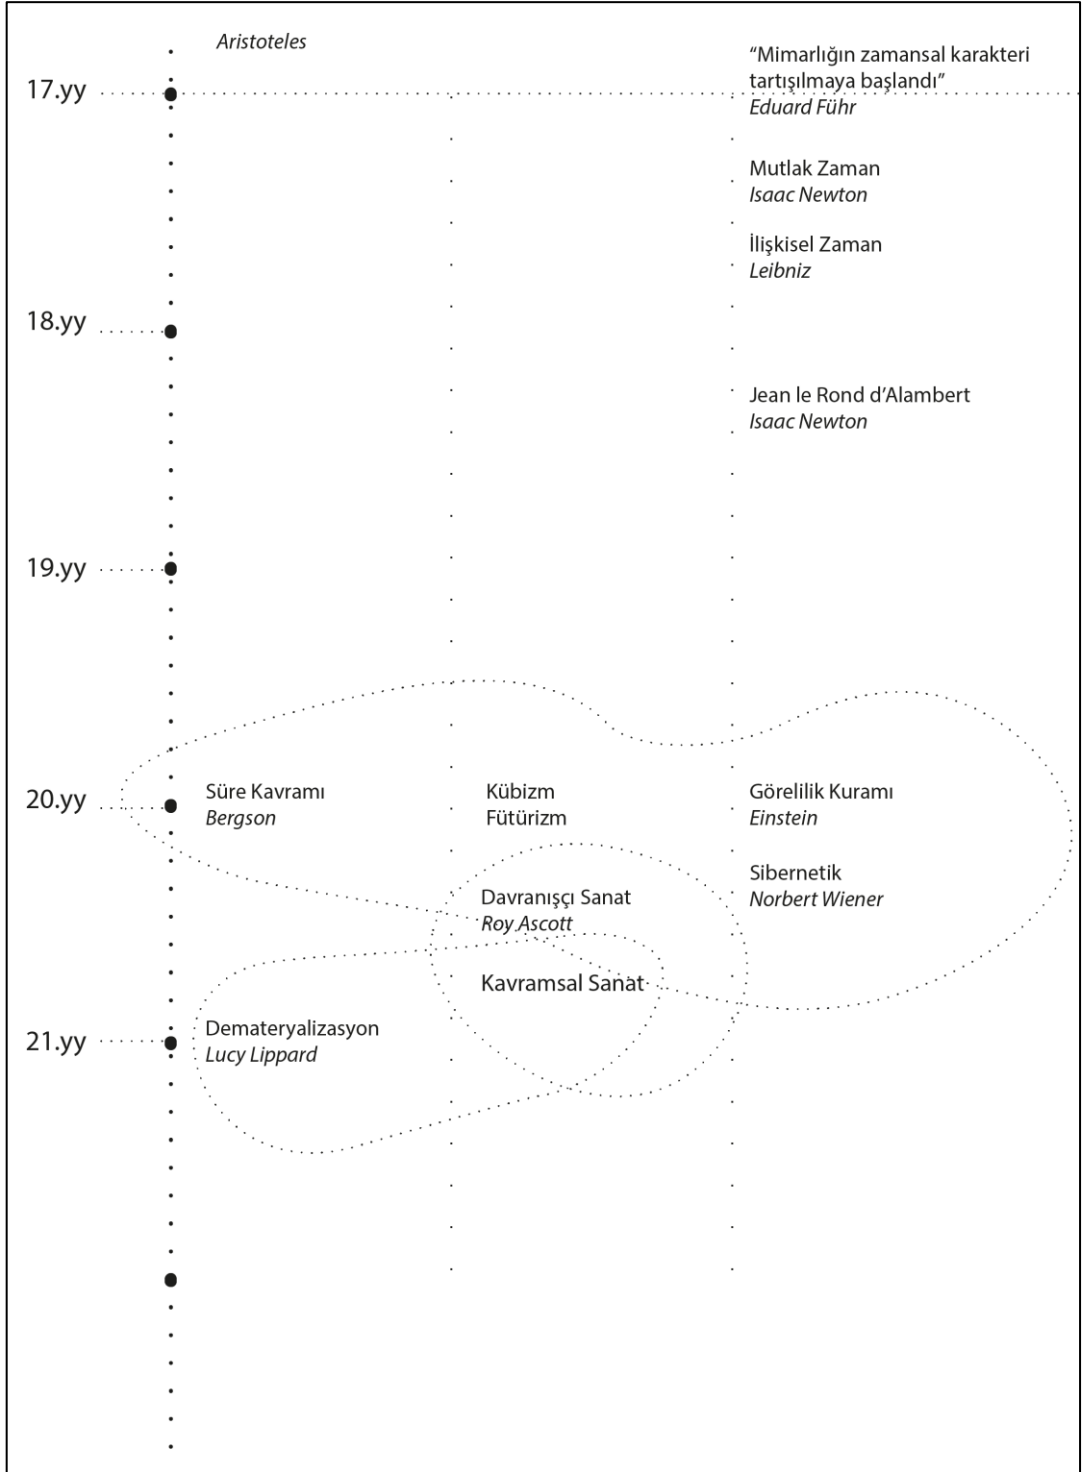 Aristoteles
“Mimarlığın zamansal karakteri
tartışılmaya başlandı”
Eduard Führ
17.yy
Mutlak Zaman
Isaac Newton
İlişkisel Zaman
Leibniz
18.yy
Jean le Rond d’Alambert
Isaac Newton
19.yy
20.yy
Süre Kavramı
Bergson
Kübizm
Fütürizm
Görelilik Kuramı
Einstein
Sibernetik
Norbert Wiener
Davranışçı Sanat
Roy Ascott
Kavramsal Sanat
21.yy
Demateryalizasyon
Lucy Lippard